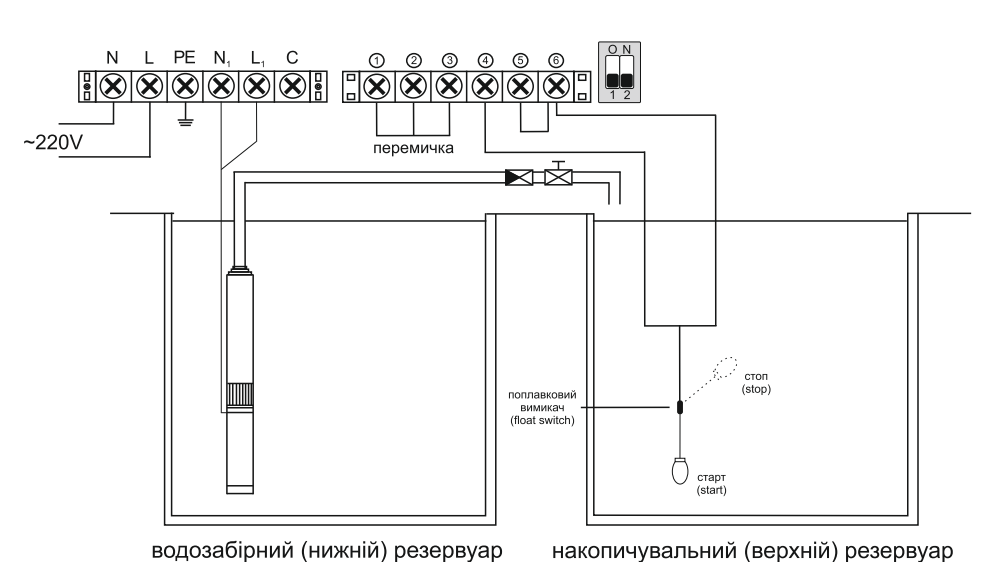 N L PE N₁ L₁ C
① ② ③ ④ ⑤ ⑥
O N
1 2
~220V
перемичка
стоп
(stop)
поплавковий
вимикач
(float switch)
старт
(start)
водозабірний (нижній) резервуар
накопичувальний (верхній) резервуар